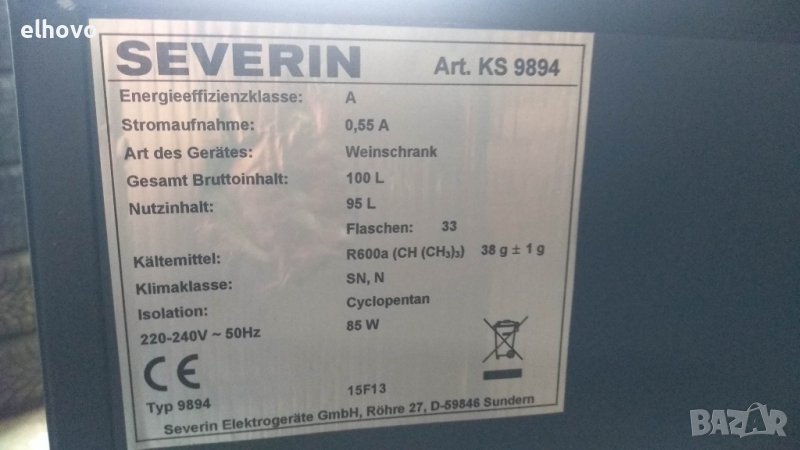 elhovo
SEVERIN Art. KS 9894
Energieeffizienzklasse: A
Stromaufnahme: 0,55 A
Art des Gerätes: Weinschrank
Gesamt Bruttoinhalt: 100 L
Nutzinhalt: 95 L
Flaschen: 33
Kältemittel: R600a (CH (CH₃)₃) 38 g ± 1 g
Klimaklasse: SN, N
Isolation: Cyclopentan
220-240V ~ 50Hz 85 W
CE
Typ 9894 15F13
Severin Elektrogeräte GmbH, Röhre 27, D-59846 Sundern
BAZAR